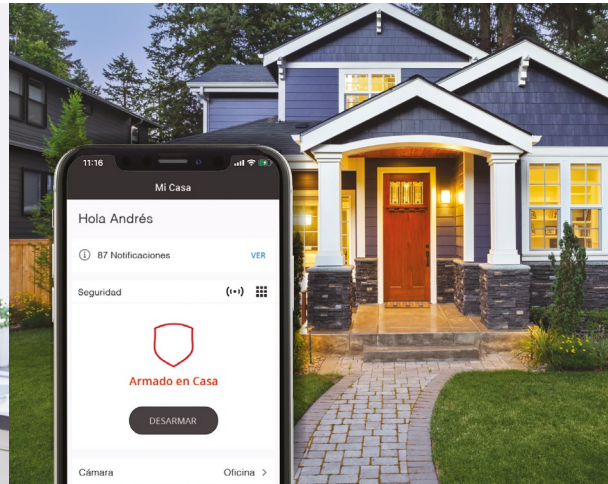 11:16
Mi Casa
Hola Andrés
87 Notificaciones VER
Seguridad
Armado en Casa
DESARMAR
Cámara Oficina >